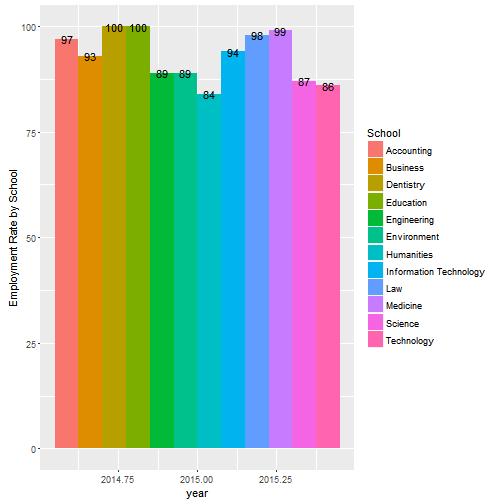 Employment Rate by School
100
75
50
25
0
97
93
100
100
89
89
84
94
98
99
87
86
2014.75
2015.00
2015.25
year
School
Accounting
Business
Dentistry
Education
Engineering
Environment
Humanities
Information Technology
Law
Medicine
Science
Technology